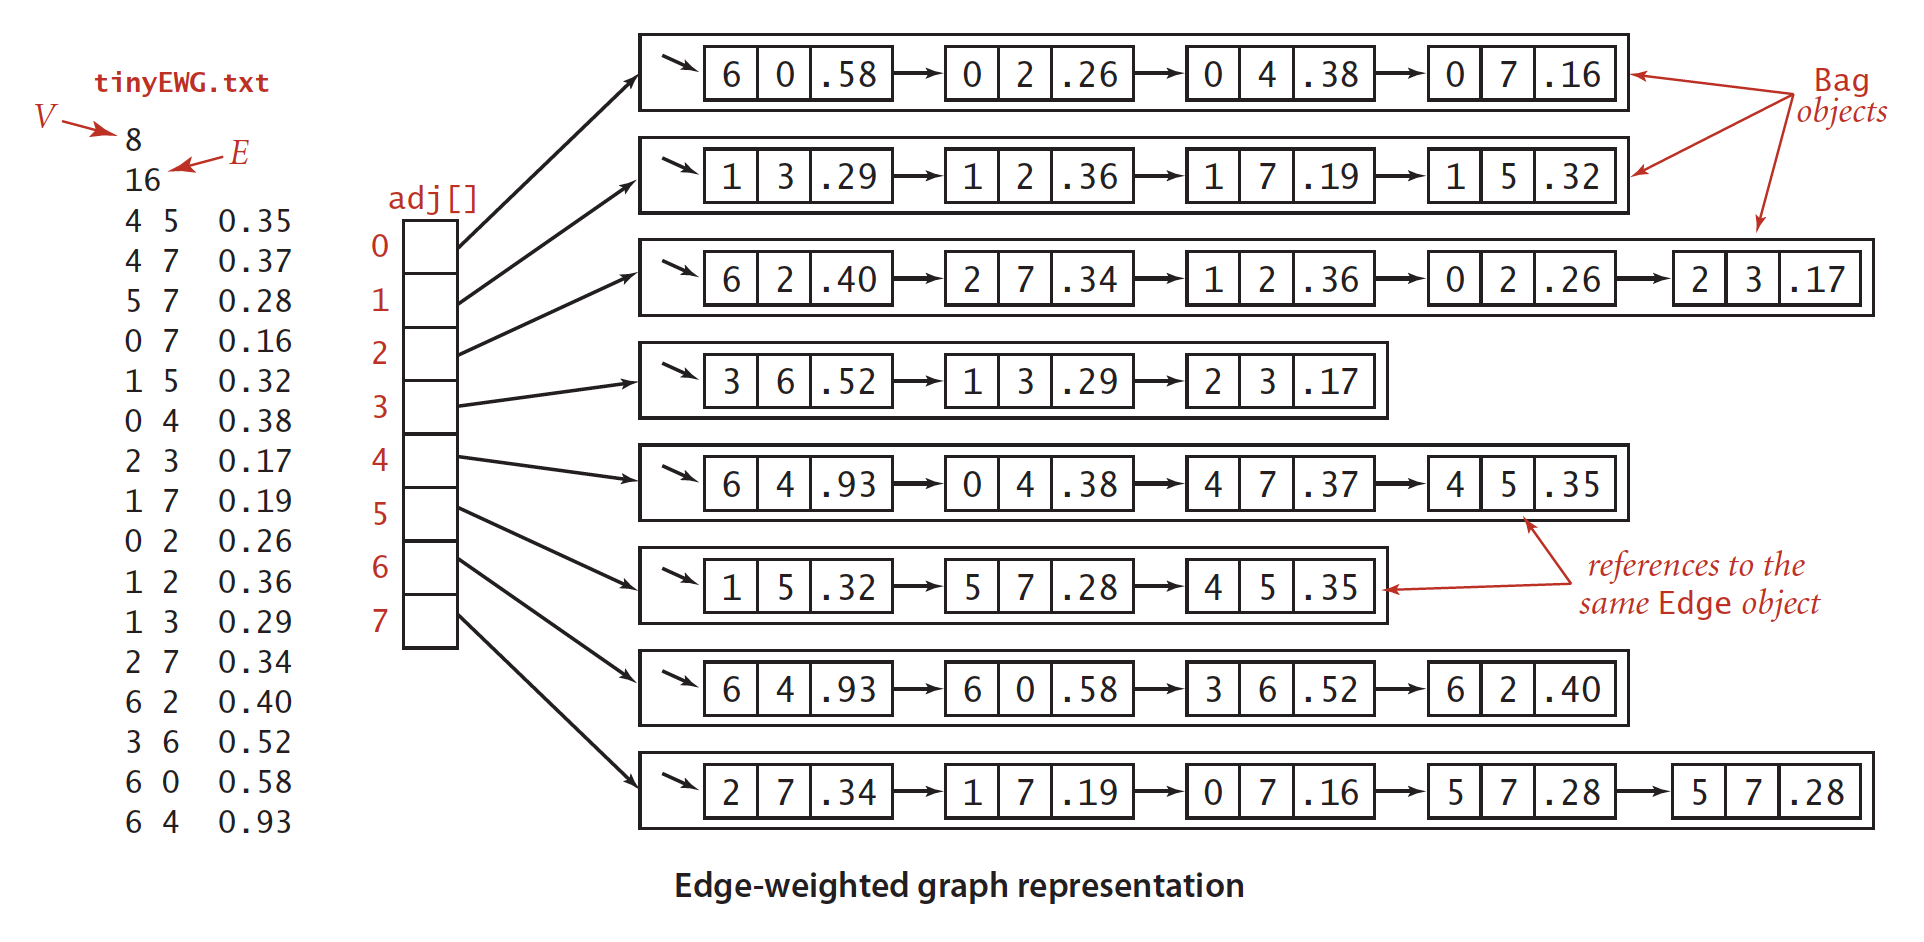 tinyEWG.txt
V
8
E
16
4 5 0.35
4 7 0.37
5 7 0.28
0 7 0.16
1 5 0.32
0 4 0.38
2 3 0.17
1 7 0.19
0 2 0.26
1 2 0.36
1 3 0.29
2 7 0.34
6 2 0.40
3 6 0.52
6 0 0.58
6 4 0.93
adj[]
0
1
2
3
4
5
6
7
6 0 .58 0 2 .26 0 4 .38 0 7 .16
1 3 .29 1 2 .36 1 7 .19 1 5 .32
6 2 .40 2 7 .34 1 2 .36 0 2 .26 2 3 .17
3 6 .52 1 3 .29 2 3 .17
6 4 .93 0 4 .38 4 7 .37 4 5 .35
1 5 .32 5 7 .28 4 5 .35
6 4 .93 6 0 .58 3 6 .52 6 2 .40
2 7 .34 1 7 .19 0 7 .16 5 7 .28 5 7 .28
Bag
objects
references to the
same Edge object
Edge-weighted graph representation